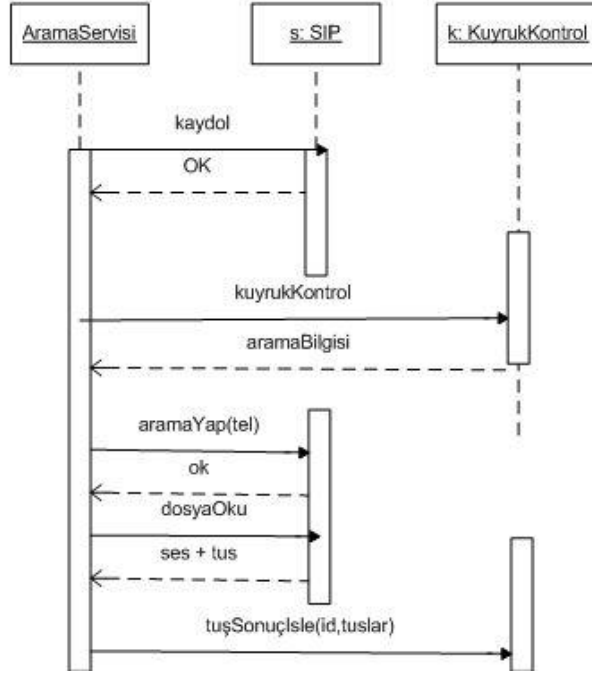 AramaServisi
s: SIP
k: KuyrukKontrol
kaydol
OK
kuyrukKontrol
aramaBilgisi
aramaYap(tel)
ok
dosyaOku
ses + tus
tuşSonuçIsle(id,tuslar)